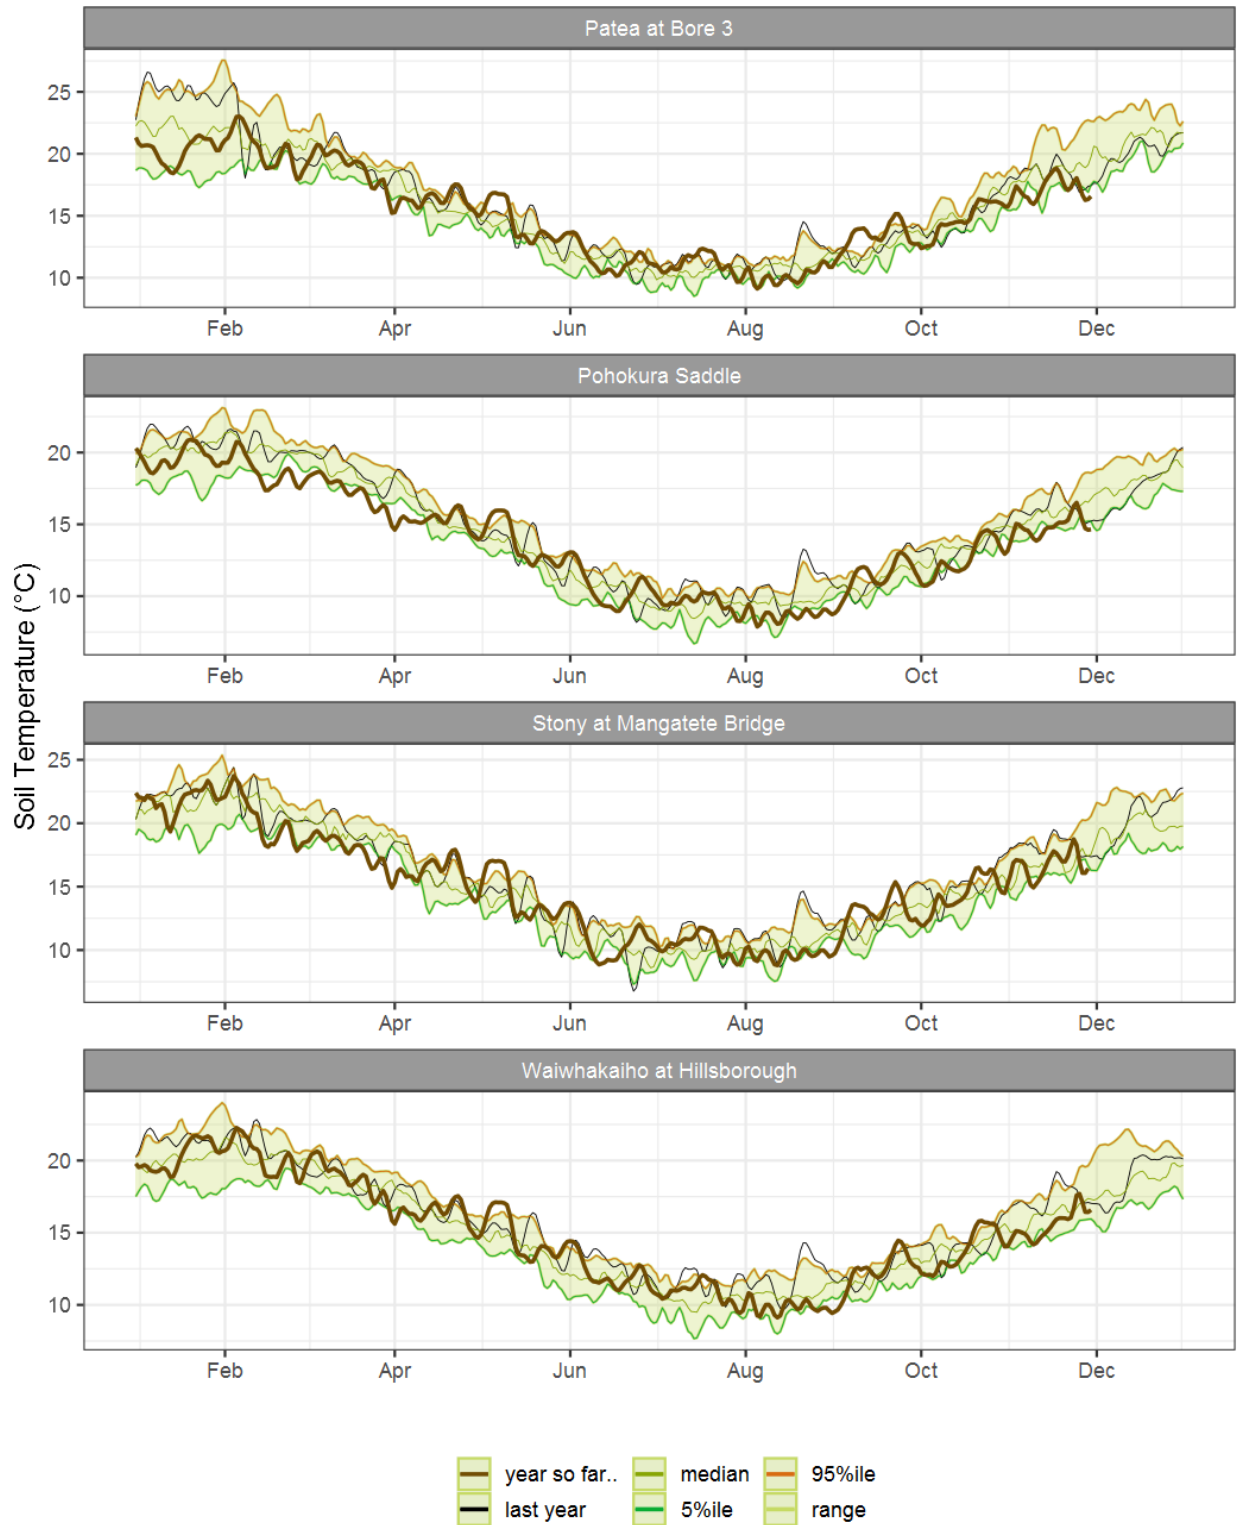 Patea at Bore 3
25
20
15
10
Feb Apr Jun Aug Oct Dec
Pohokura Saddle
20
15
10
Feb Apr Jun Aug Oct Dec
Soil Temperature (°C)
Stony at Mangatete Bridge
25
20
15
10
Feb Apr Jun Aug Oct Dec
Waiwhakaiho at Hillsborough
20
15
10
Feb Apr Jun Aug Oct Dec
year so far.. median 95%ile
last year 5%ile range